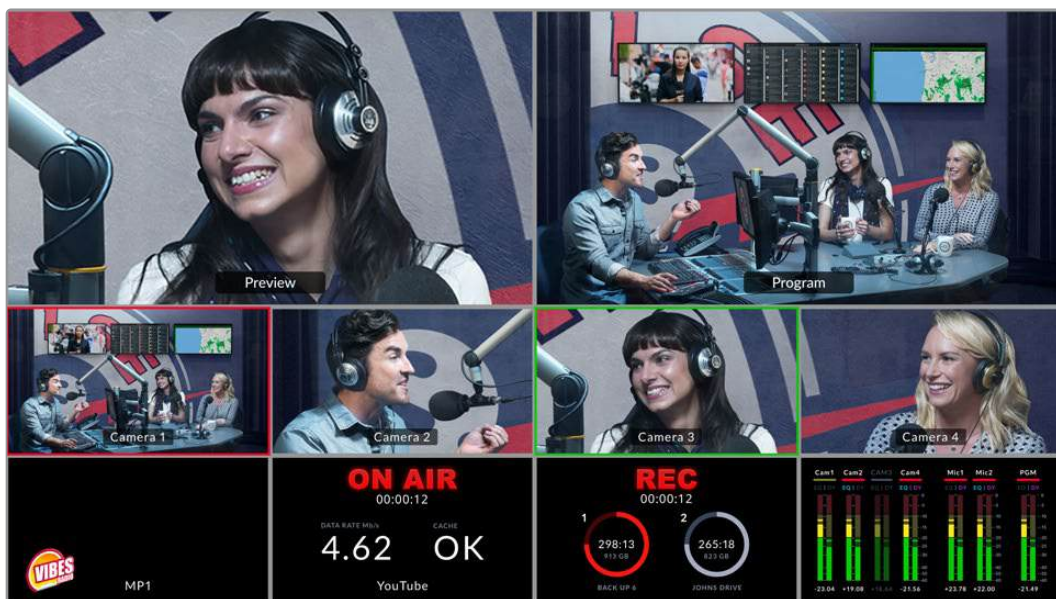 Preview
Program
Camera 1
Camera 2
Camera 3
Camera 4
VIBES
RADIO
MP1
ON AIR
00:00:12
DATA RATE Mb/s
CACHE
4.62
OK
YouTube
REC
00:00:12
1
2
298:13
913 GB
265:18
823 GB
BACK UP 6
JOHNS DRIVE
Cam1 Cam2 CAM3 Cam4 Mic1 Mic2 PGM
-23.04 +19.08 -21.56 +23.78 +22.00 -21.49